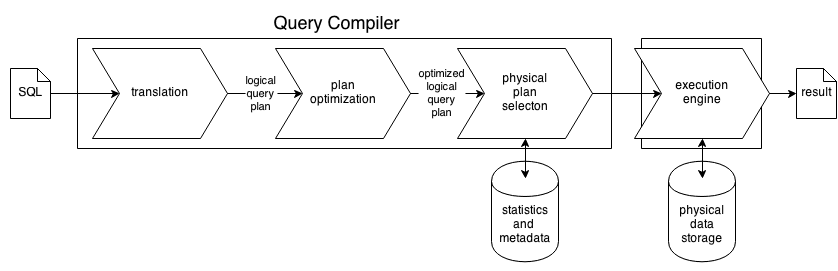 Query Compiler
SQL
translation
logical
query
plan
plan
optimization
optimized
logical
query
plan
physical
plan
selecton
execution
engine
result
statistics
and
metadata
physical
data
storage